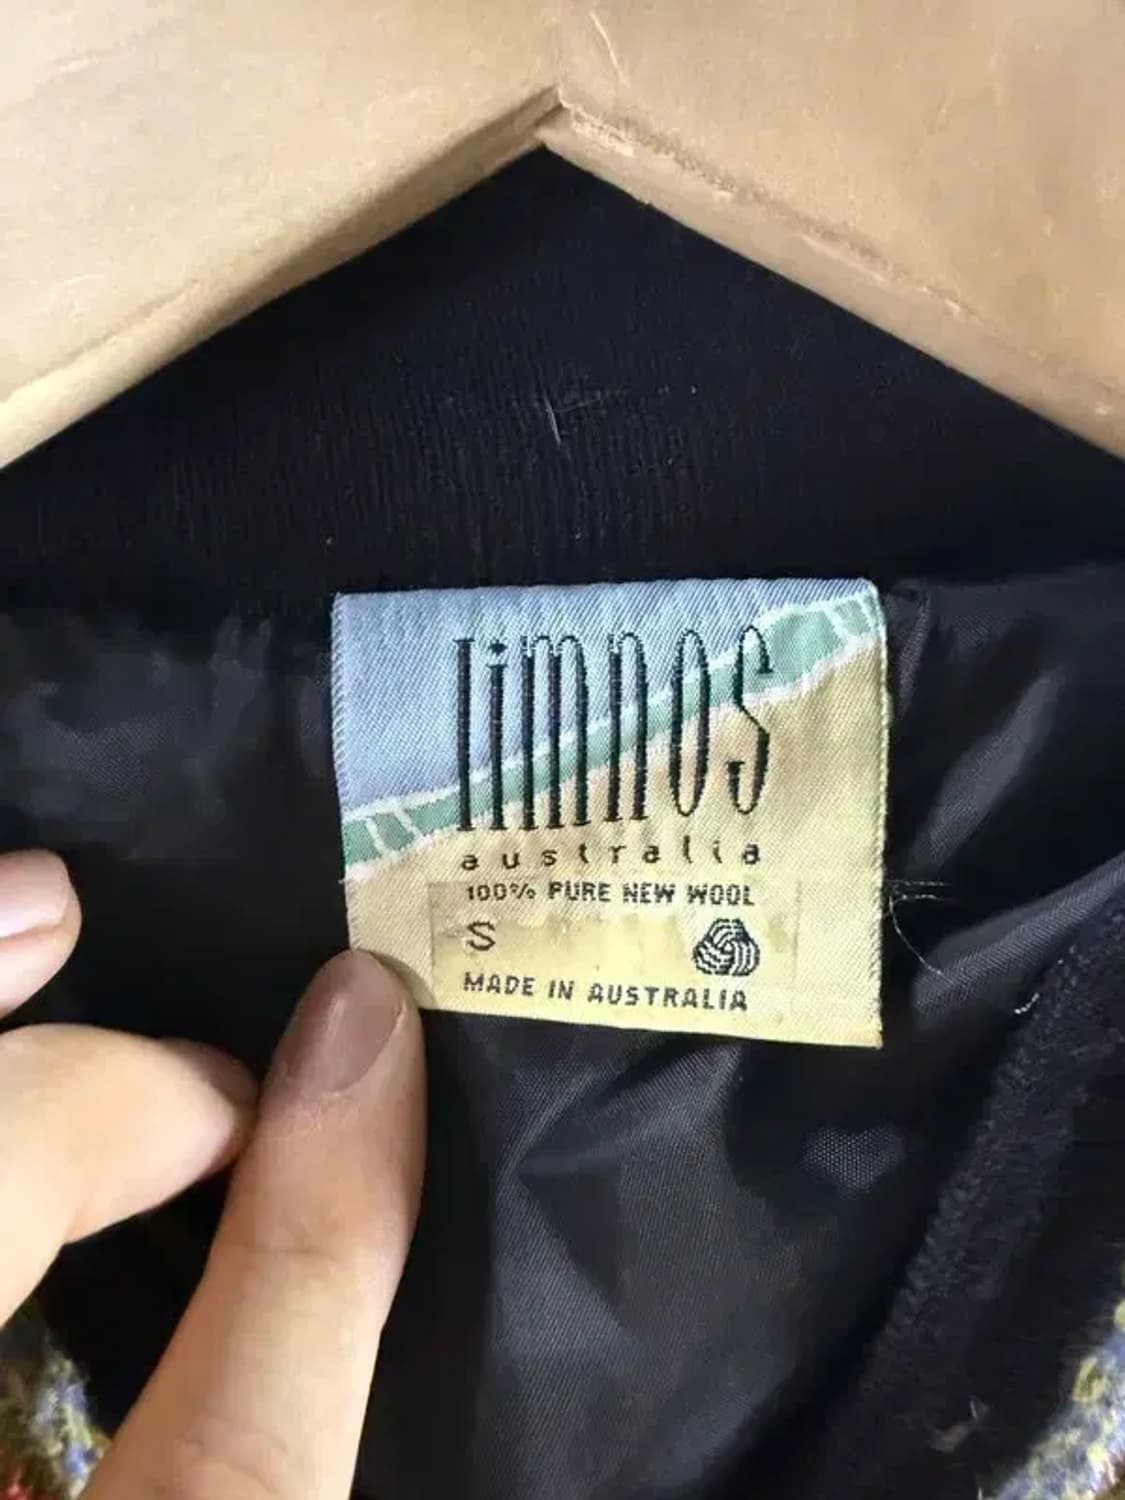 limnos
australia
100% PURE NEW WOOL
S
MADE IN AUSTRALIA